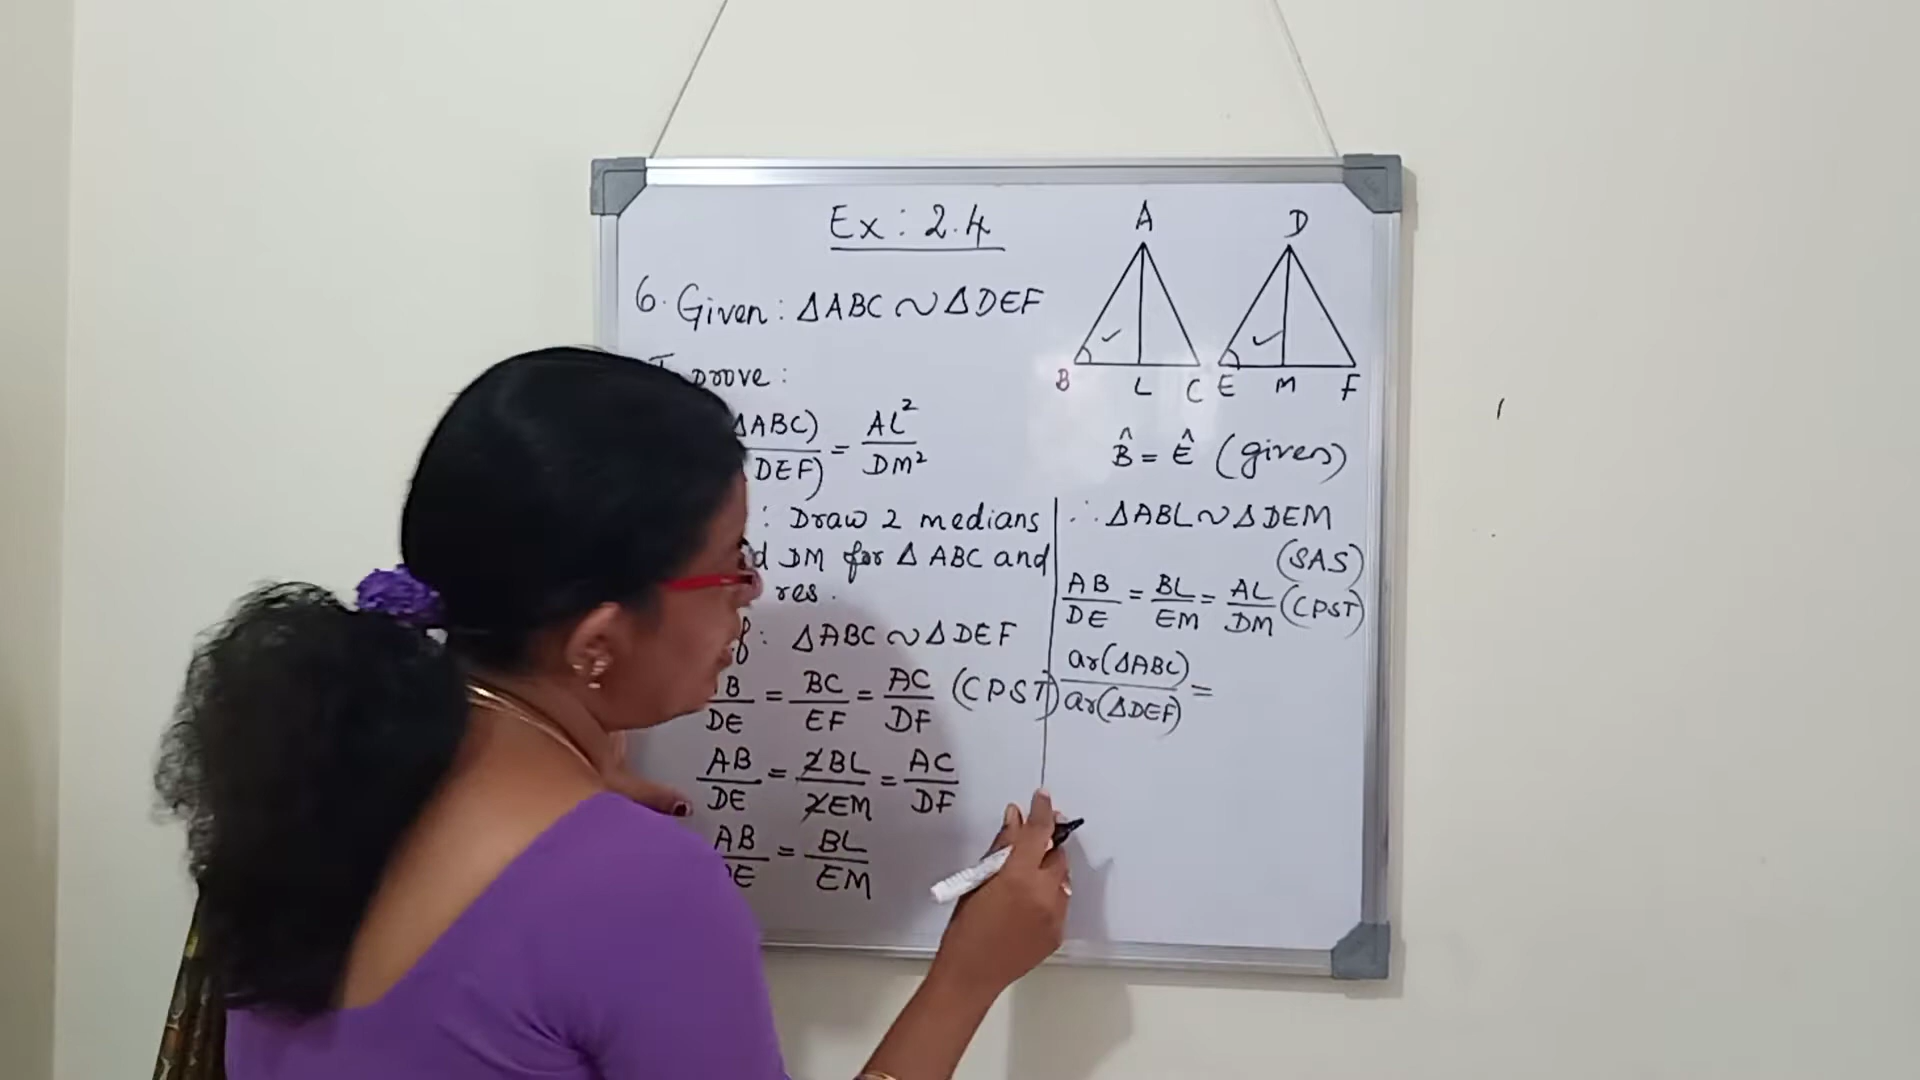 Ex: 2.4
6. Given: ΔABC ~ ΔDEF
prove:
ΔABC) / DEF) = AL² / DM²
: Draw 2 medians
DM for Δ ABC and
res.
: ΔABC ~ ΔDEF
B / DE = BC / EF = AC / DF (CPST)
AB / DE = 2BL / 2EM = AC / DF
AB / DE = BL / EM
A
D
B L C E M F
B̂ = Ê (given)
∴ ΔABL ~ ΔDEM
(SAS)
AB / DE = BL / EM = AL / DM (CPST)
ar(ΔABC) / ar(ΔDEF) =